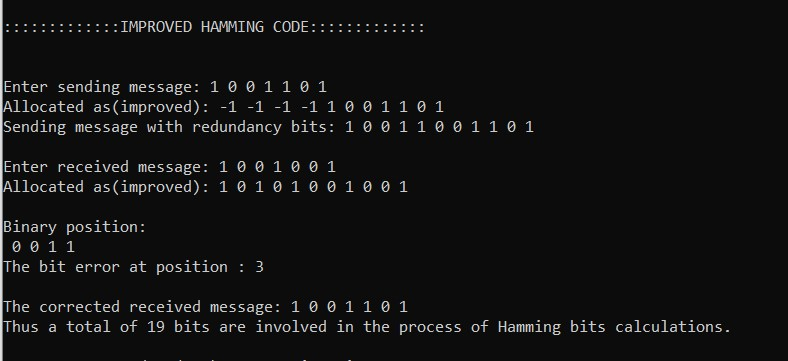 :::::::::::::IMPROVED HAMMING CODE:::::::::::::
Enter sending message: 1 0 0 1 1 0 1
Allocated as(improved): -1 -1 -1 -1 1 0 0 1 1 0 1
Sending message with redundancy bits: 1 0 0 1 1 0 0 1 1 0 1
Enter received message: 1 0 0 1 0 0 1
Allocated as(improved): 1 0 1 0 1 0 0 1 0 0 1
Binary position:
0 0 1 1
The bit error at position : 3
The corrected received message: 1 0 0 1 1 0 1
Thus a total of 19 bits are involved in the process of Hamming bits calculations.